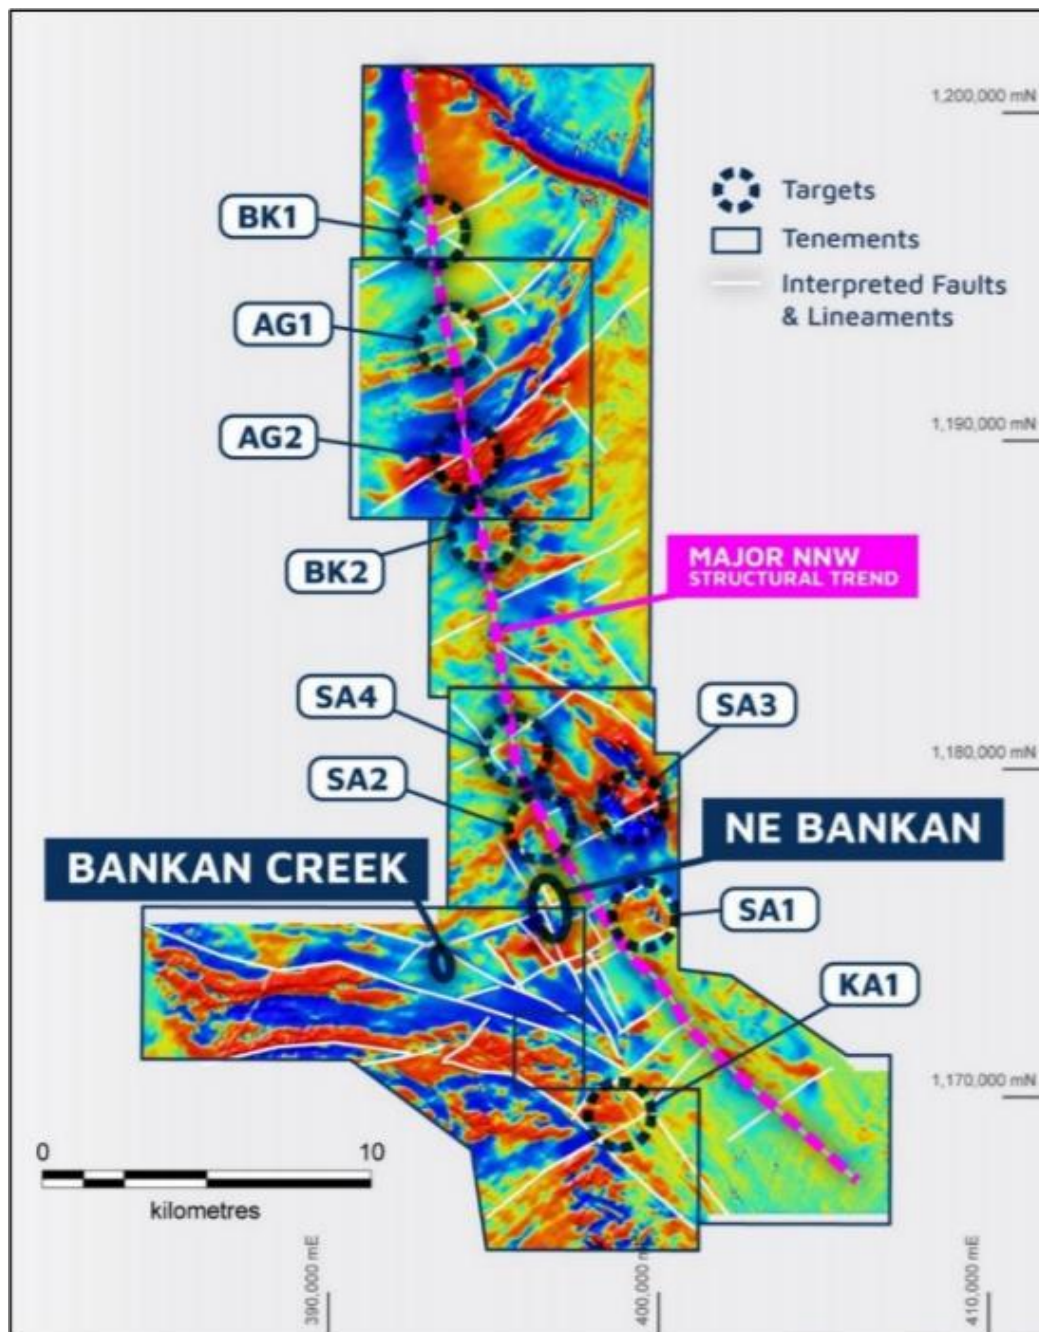 1,200,000 mN
Targets
BK1
Tenements
Interpreted Faults
& Lineaments
AG1
1,190,000 mN
AG2
MAJOR NNW
STRUCTURAL TREND
BK2
SA4
SA3
1,180,000 mN
SA2
NE BANKAN
BANKAN CREEK
SA1
KA1
1,170,000 mN
0
10
kilometres
390,000 mE
400,000 mE
410,000 mE